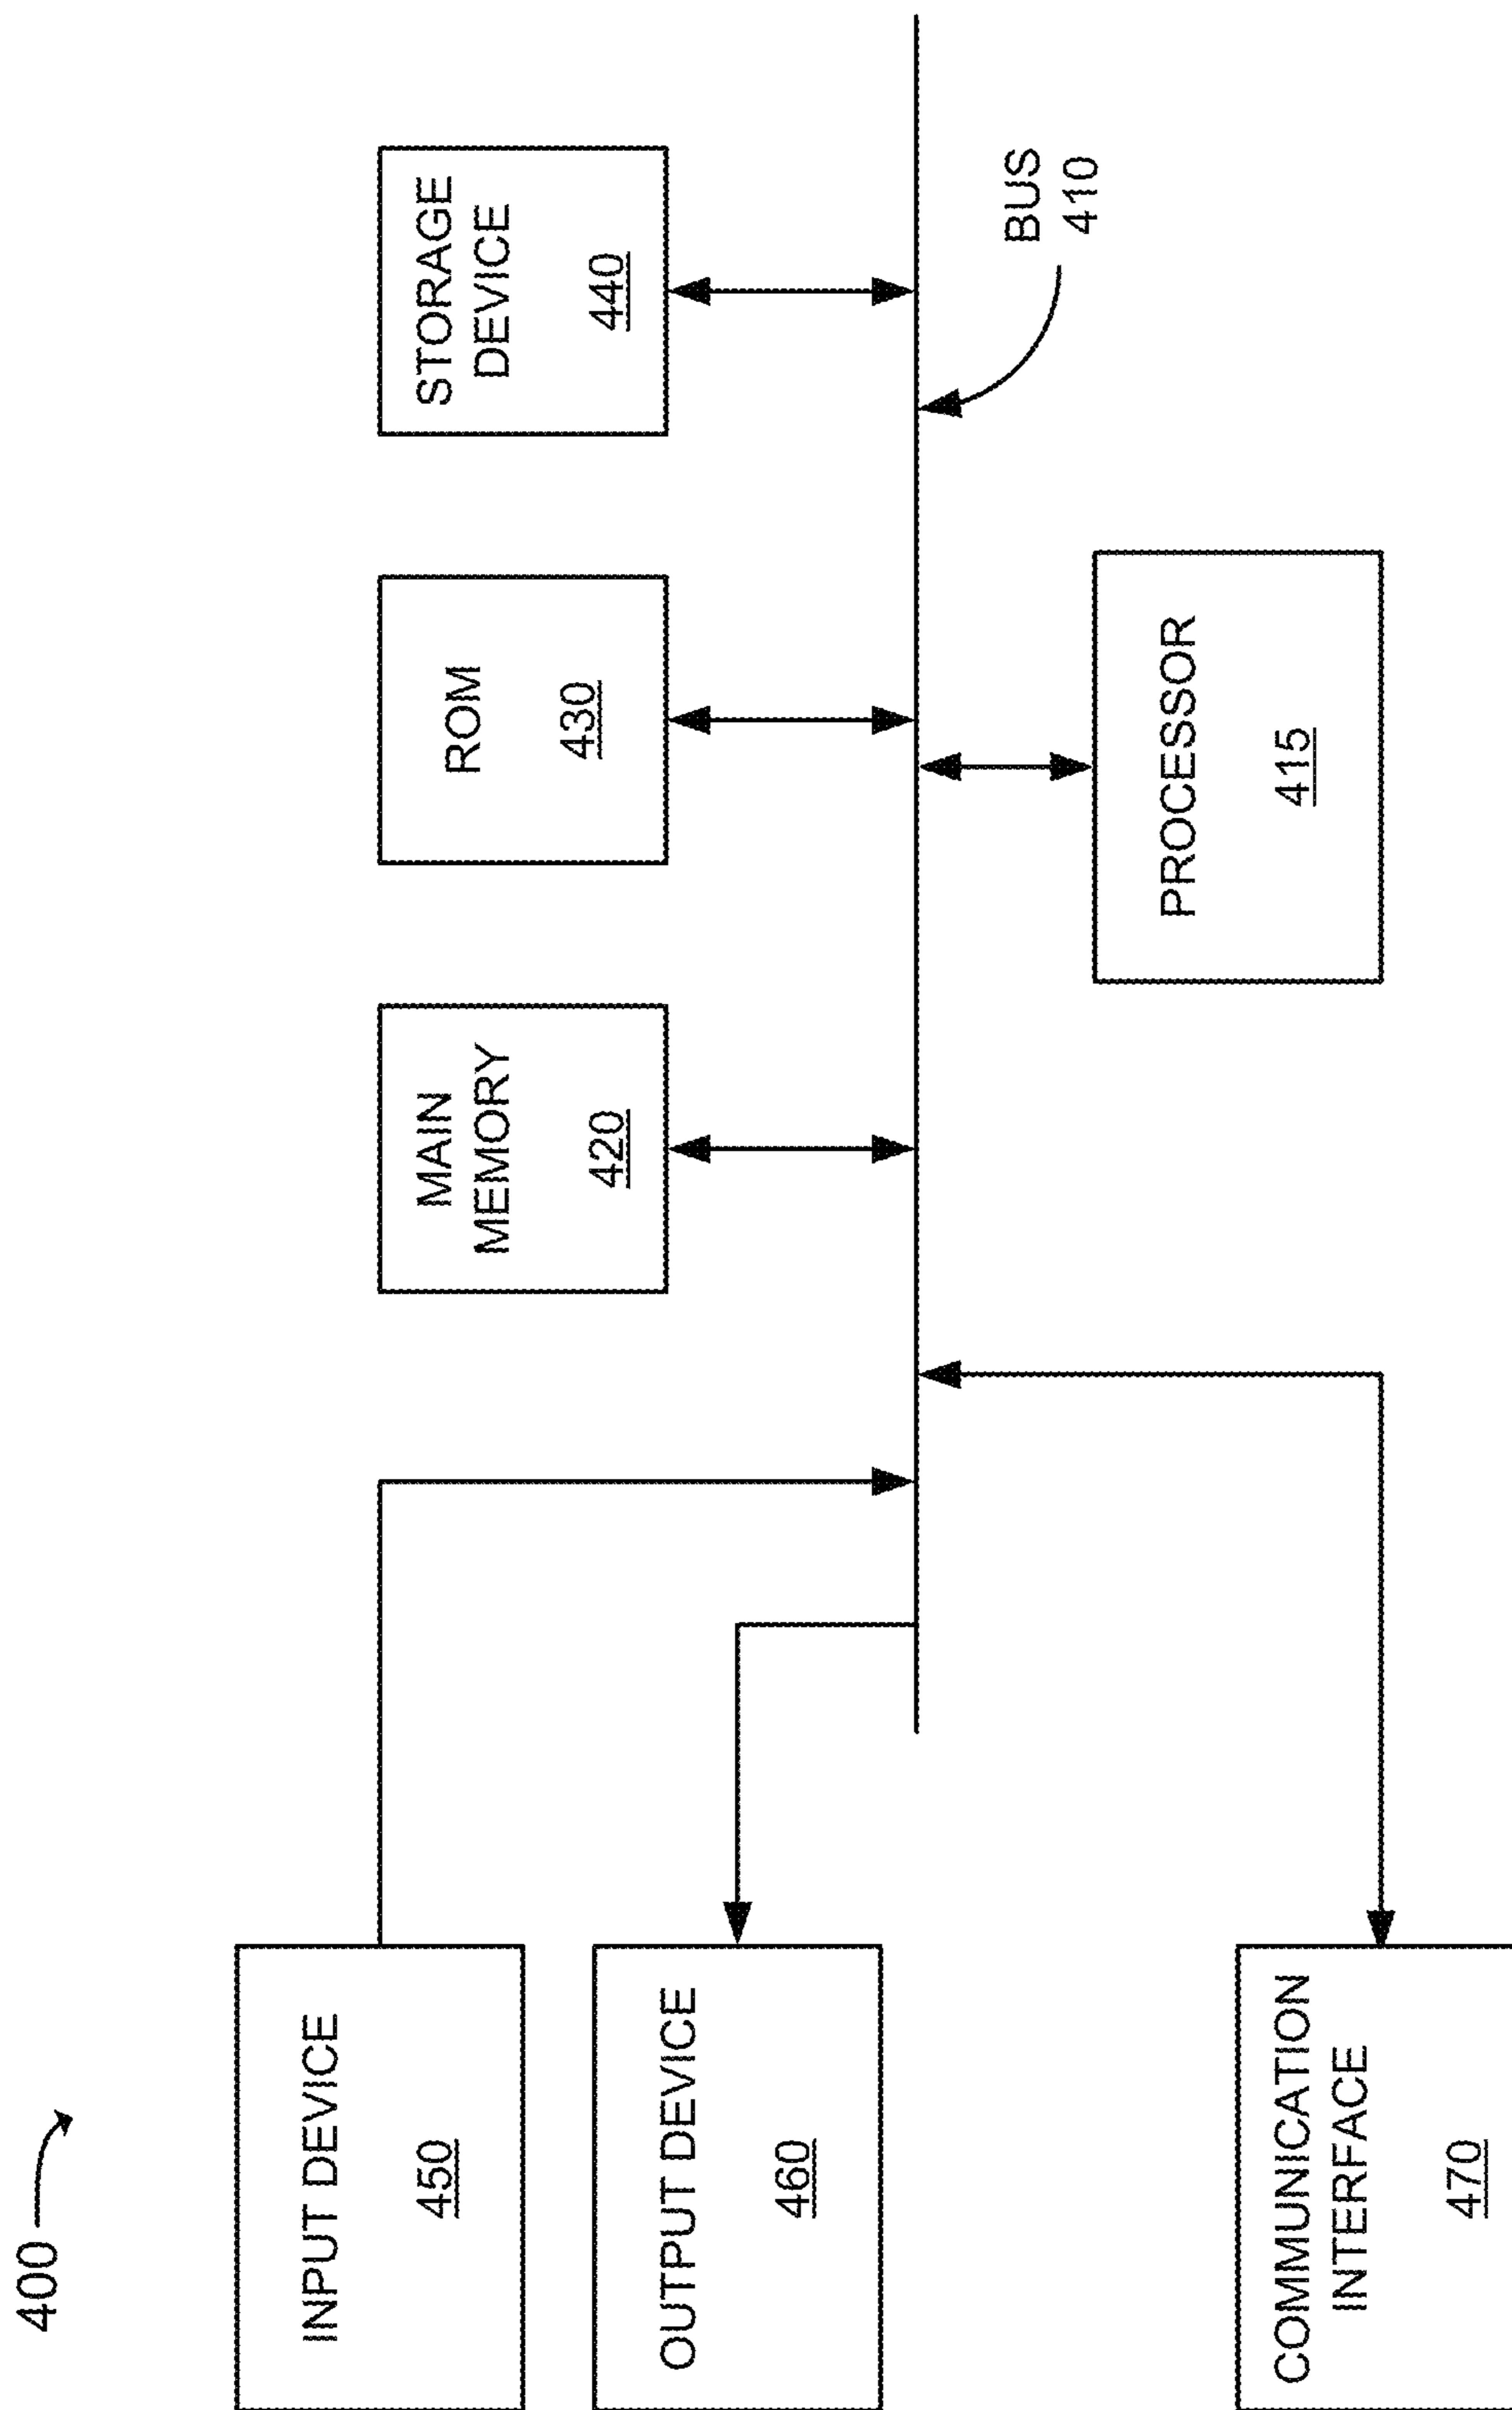 400
INPUT DEVICE
450
OUTPUT DEVICE
460
COMMUNICATION
INTERFACE
470
MAIN
MEMORY
420
ROM
430
STORAGE
DEVICE
440
PROCESSOR
415
BUS
410